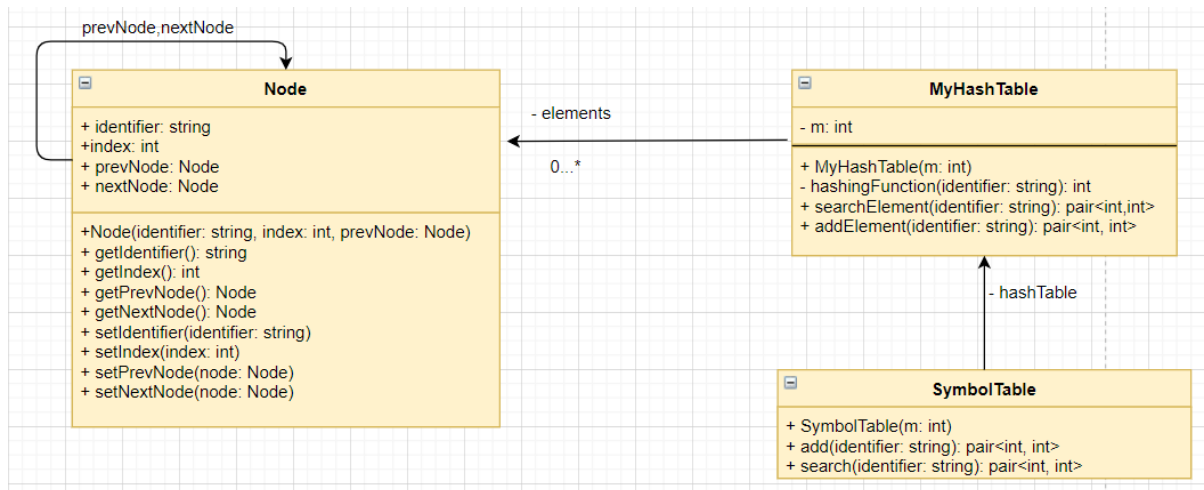 prevNode,nextNode
Node
+ identifier: string
+index: int
+ prevNode: Node
+ nextNode: Node
+Node(identifier: string, index: int, prevNode: Node)
+ getIdentifier(): string
+ getIndex(): int
+ getPrevNode(): Node
+ getNextNode(): Node
+ setIdentifier(identifier: string)
+ setIndex(index: int)
+ setPrevNode(node: Node)
+ setNextNode(node: Node)
- elements
0...*
MyHashTable
- m: int
+ MyHashTable(m: int)
- hashingFunction(identifier: string): int
+ searchElement(identifier: string): pair<int,int>
+ addElement(identifier: string): pair<int, int>
- hashTable
SymbolTable
+ SymbolTable(m: int)
+ add(identifier: string): pair<int, int>
+ search(identifier: string): pair<int, int>